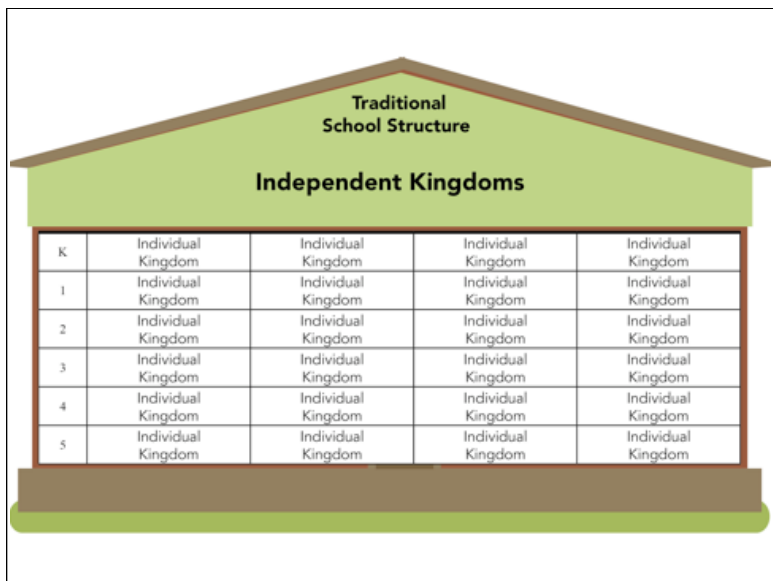 Traditional
School Structure
Independent Kingdoms
K Individual Individual Individual Individual
Kingdom Kingdom Kingdom Kingdom
1 Individual Individual Individual Individual
Kingdom Kingdom Kingdom Kingdom
2 Individual Individual Individual Individual
Kingdom Kingdom Kingdom Kingdom
3 Individual Individual Individual Individual
Kingdom Kingdom Kingdom Kingdom
4 Individual Individual Individual Individual
Kingdom Kingdom Kingdom Kingdom
5 Individual Individual Individual Individual
Kingdom Kingdom Kingdom Kingdom